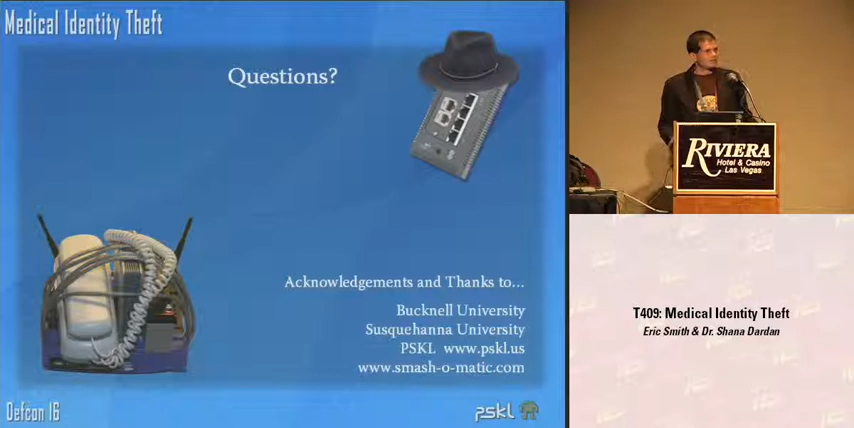 Medical Identity Theft
Questions?
Acknowledgements and Thanks to...
Bucknell University
Susquehanna University
PSKL www.pskl.us
www.smash-o-matic.com
Defcon 16
pskl
RIVIERA
Hotel & Casino
Las Vegas
T409: Medical Identity Theft
Eric Smith & Dr. Shana Dardan